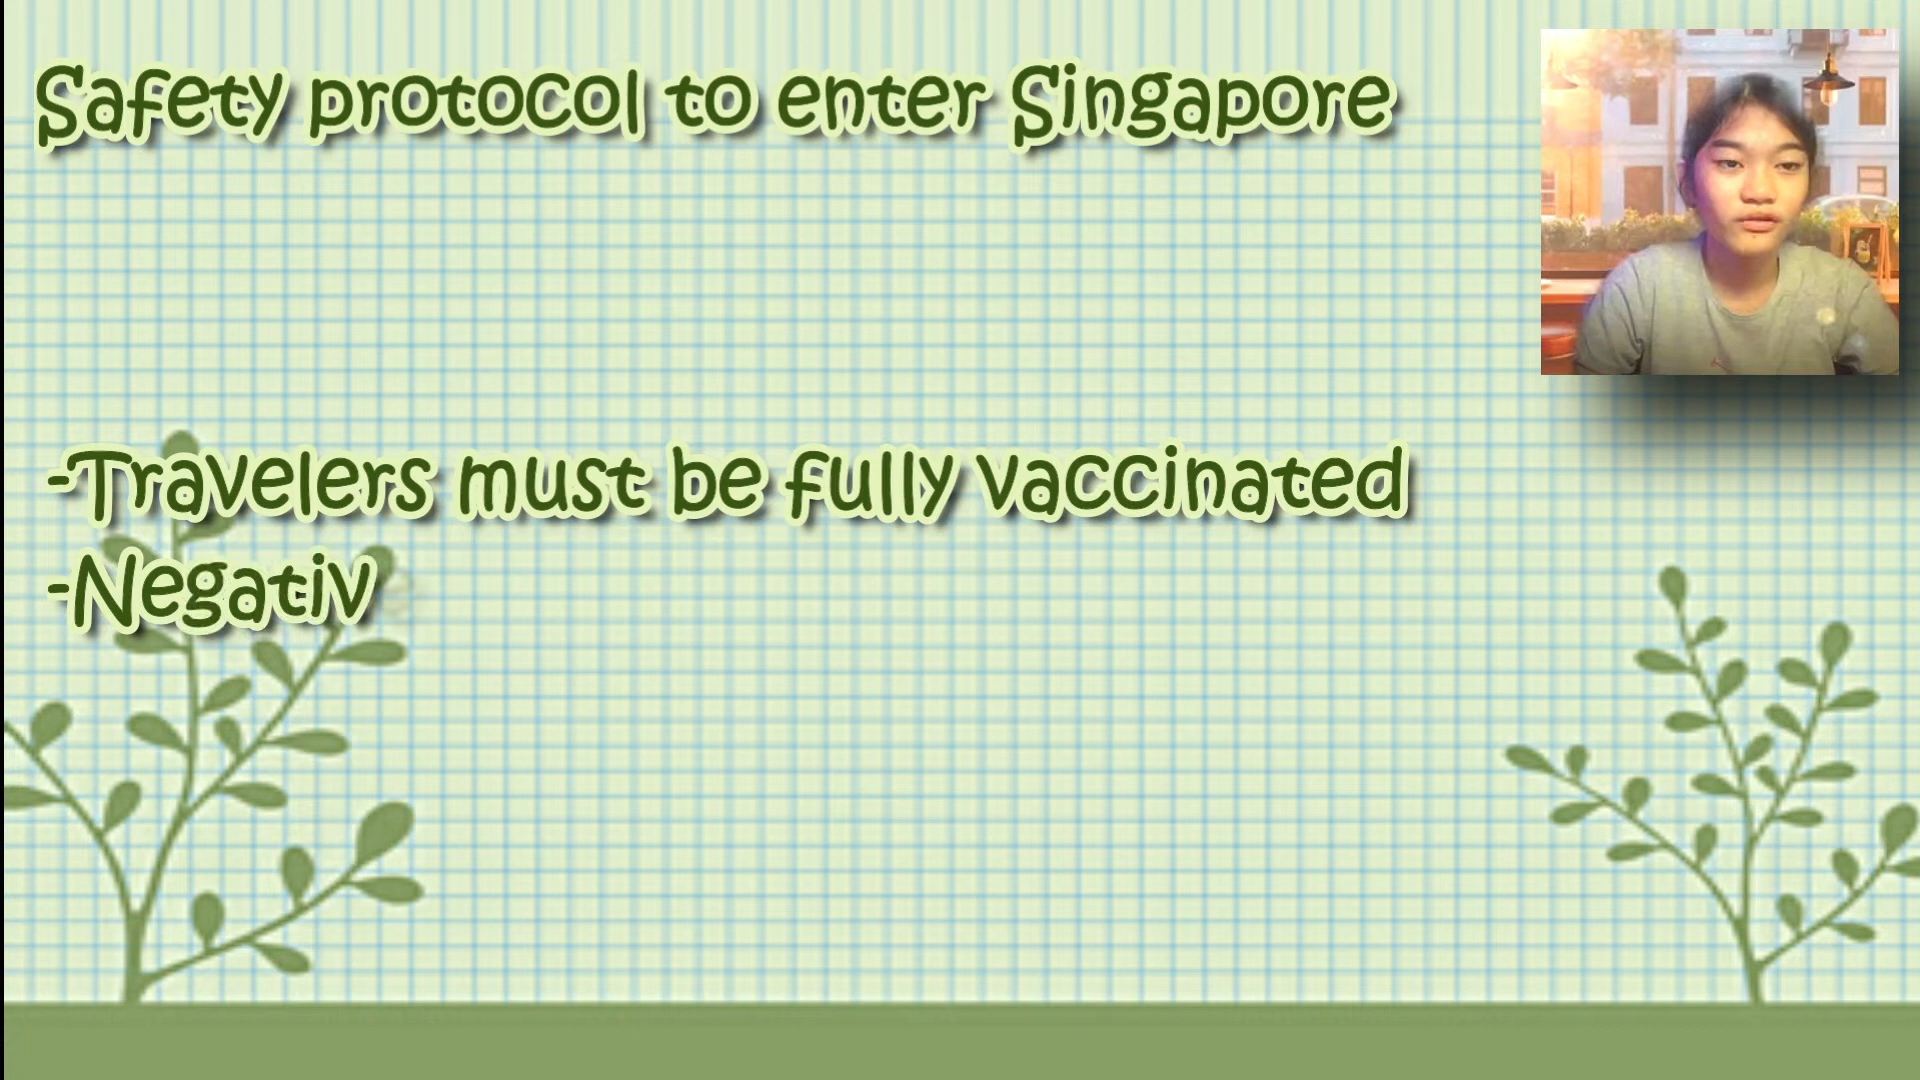 Safety protocol to enter Singapore
-Travelers must be fully vaccinated
-Negativ